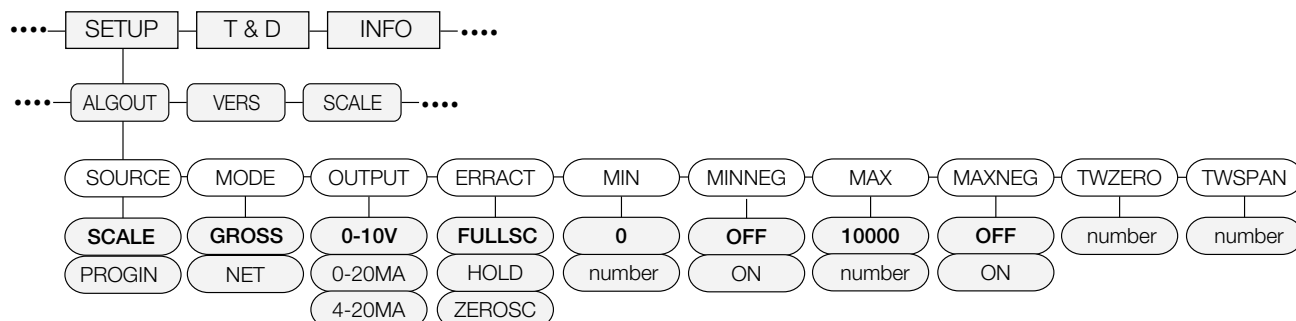 SETUP T & D INFO
ALGOUT VERS SCALE
SOURCE MODE OUTPUT ERRACT MIN MINNEG MAX MAXNEG TWZERO TWSPAN
SCALE GROSS 0-10V FULLSC 0 OFF 10000 OFF number number
PROGIN NET 0-20MA HOLD number ON number ON
4-20MA ZEROSC